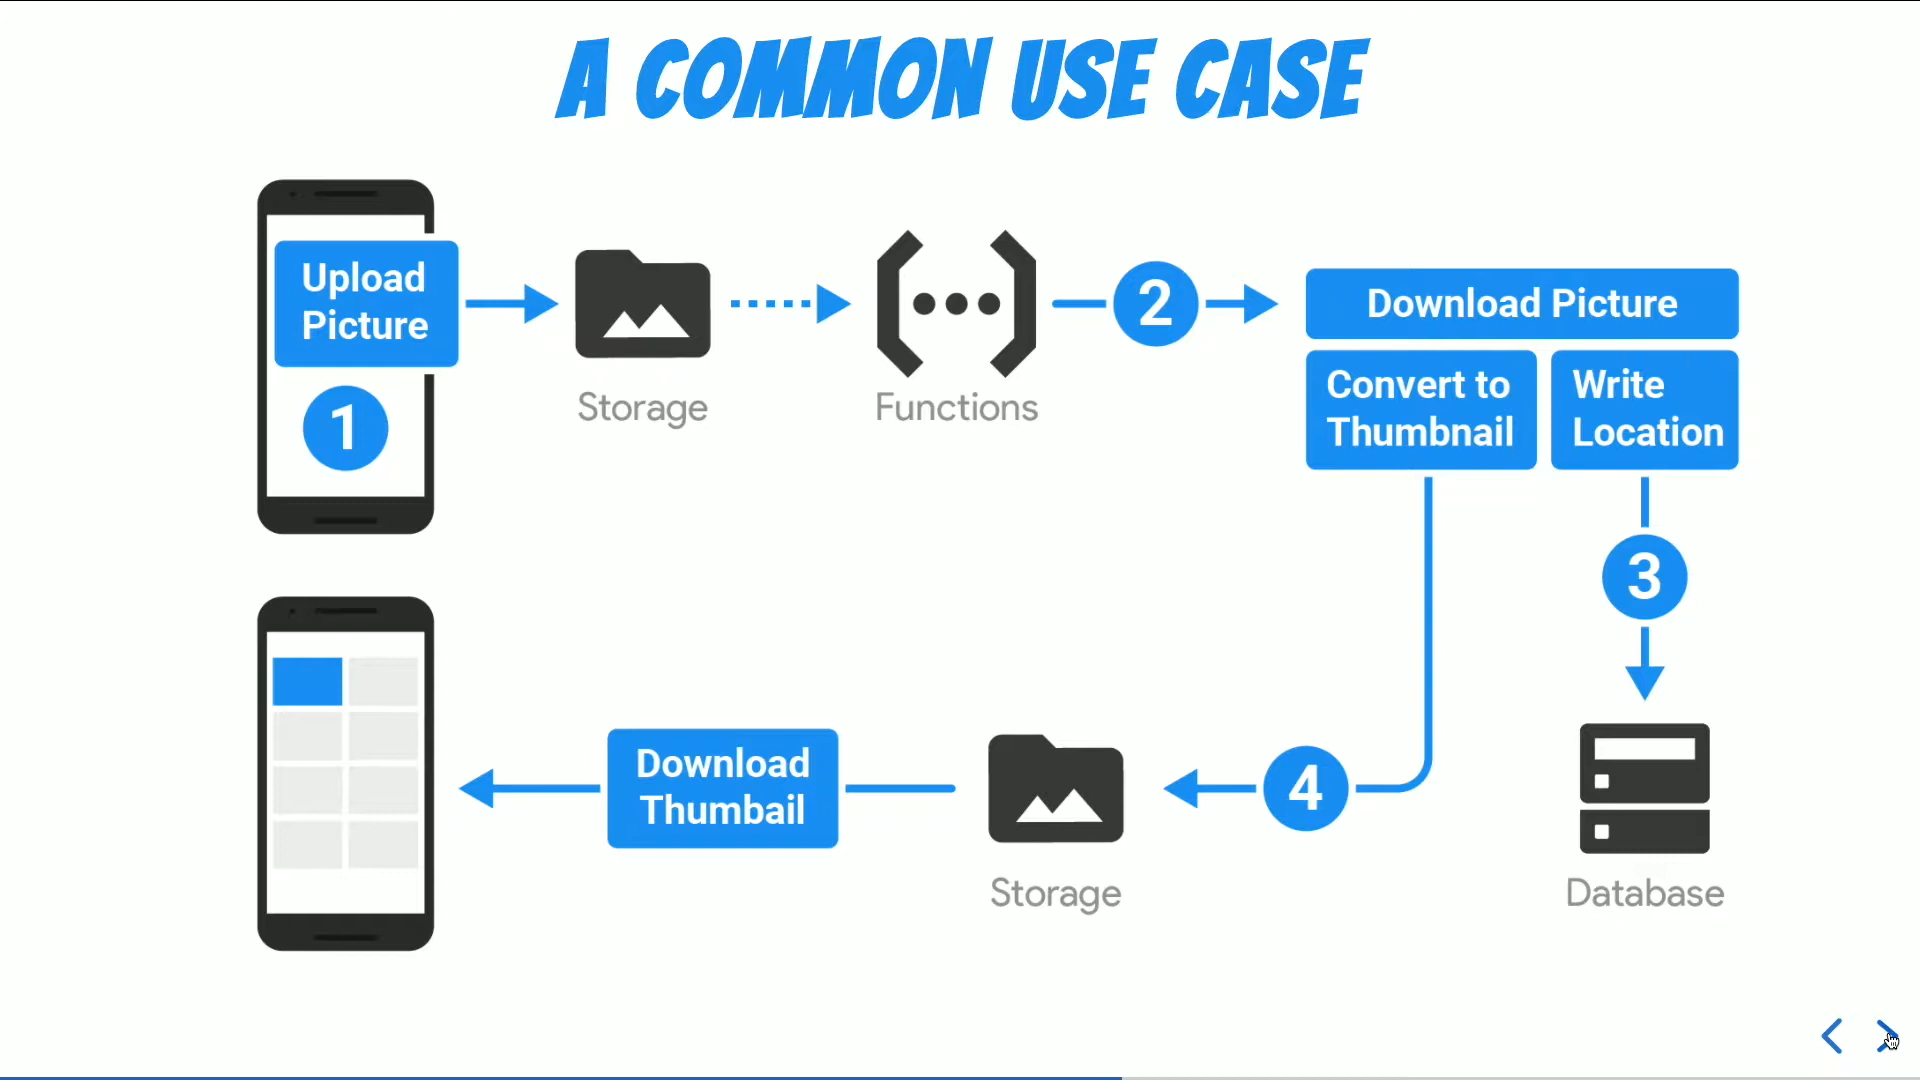 A COMMON USE CASE
Upload
Picture
1
Storage
Functions
2
Download Picture
Convert to
Thumbnail
Write
Location
3
Download
Thumbail
Storage
4
Database